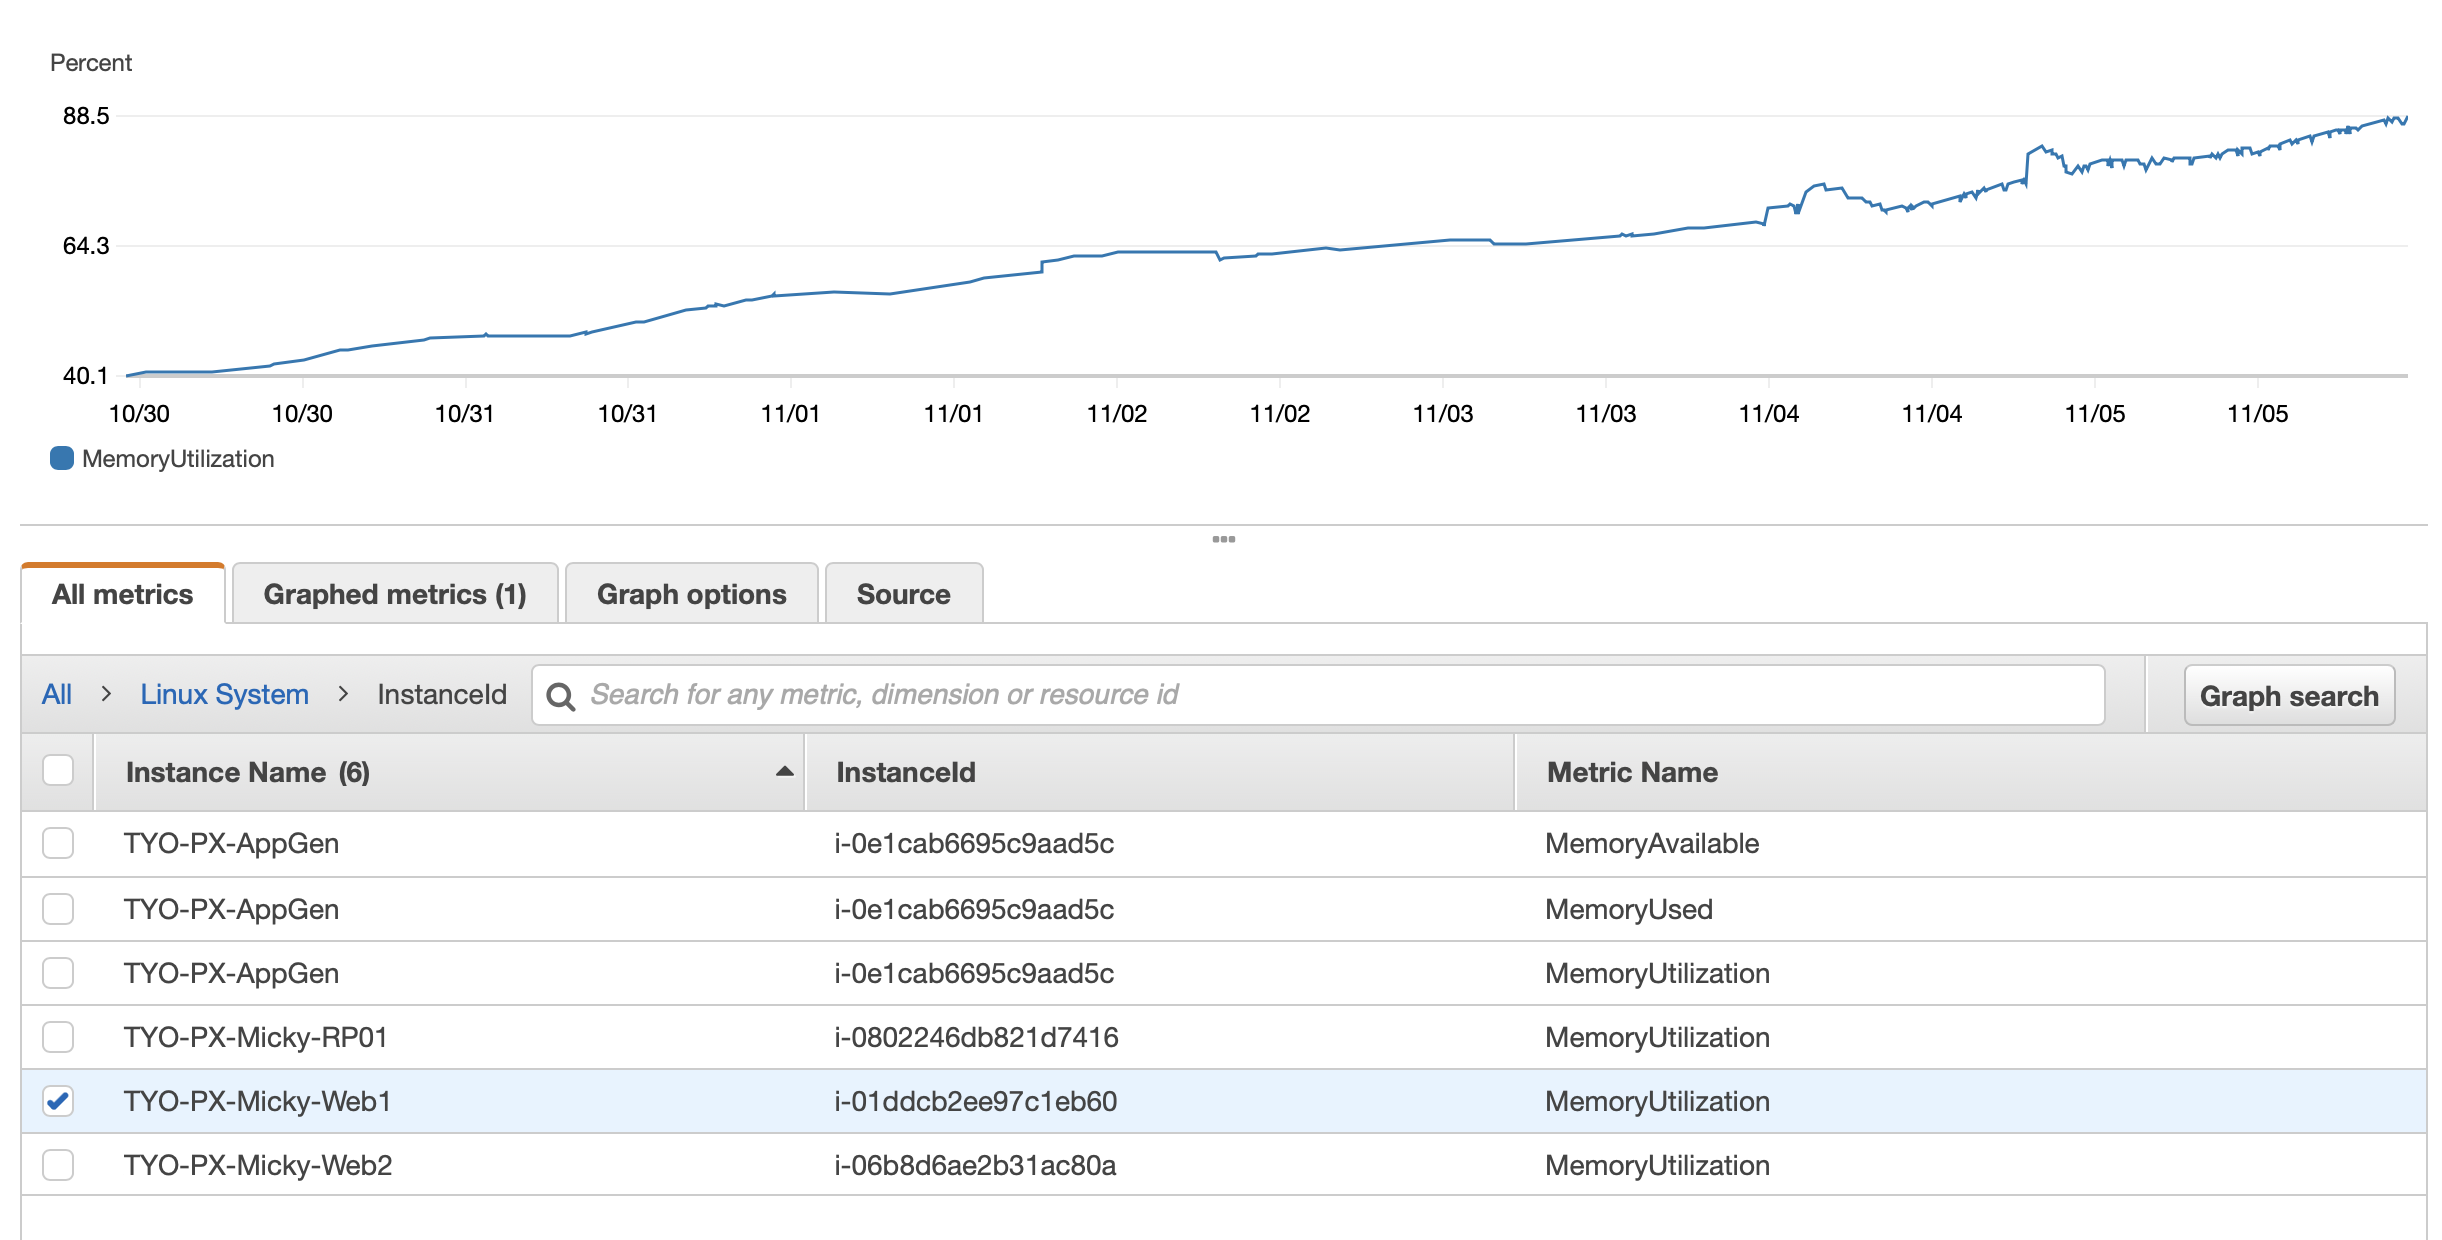 Percent
88.5
64.3
40.1
10/30 10/30 10/31 10/31 11/01 11/01 11/02 11/02 11/03 11/03 11/04 11/04 11/05 11/05
MemoryUtilization
All metrics Graphed metrics (1) Graph options Source
All > Linux System > InstanceId Search for any metric, dimension or resource id Graph search
Instance Name (6) InstanceId Metric Name
TYO-PX-AppGen i-0e1cab6695c9aad5c MemoryAvailable
TYO-PX-AppGen i-0e1cab6695c9aad5c MemoryUsed
TYO-PX-AppGen i-0e1cab6695c9aad5c MemoryUtilization
TYO-PX-Micky-RP01 i-0802246db821d7416 MemoryUtilization
TYO-PX-Micky-Web1 i-01ddcb2ee97c1eb60 MemoryUtilization
TYO-PX-Micky-Web2 i-06b8d6ae2b31ac80a MemoryUtilization